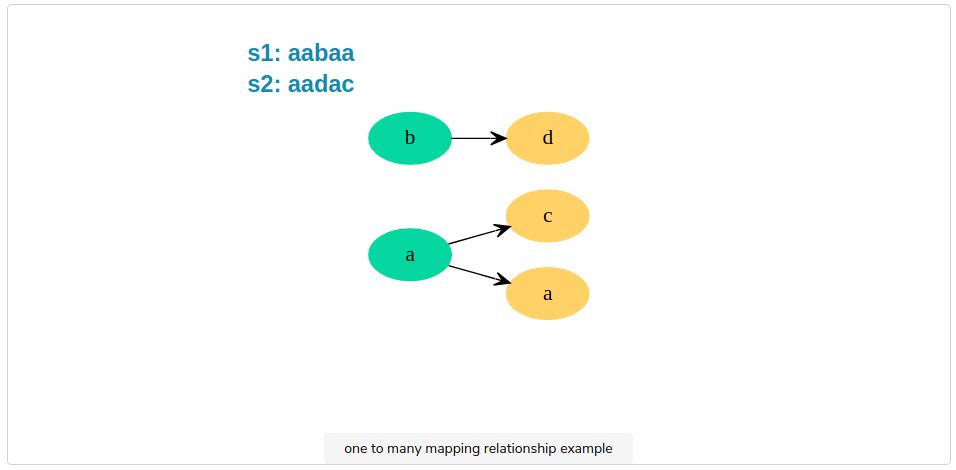 s1: aabaa
s2: aadac
b
d
c
a
a
one to many mapping relationship example